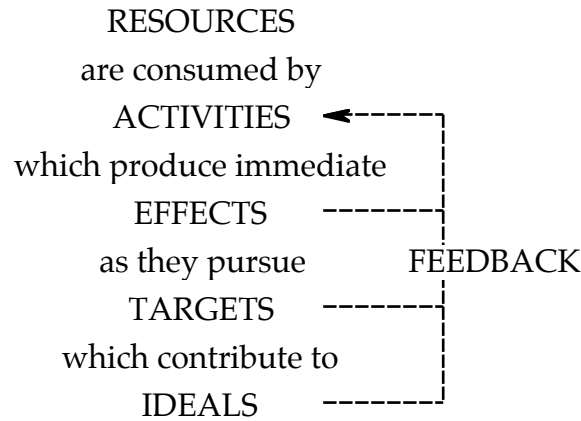 RESOURCES
are consumed by
ACTIVITIES
which produce immediate
EFFECTS
as they pursue
FEEDBACK
TARGETS
which contribute to
IDEALS